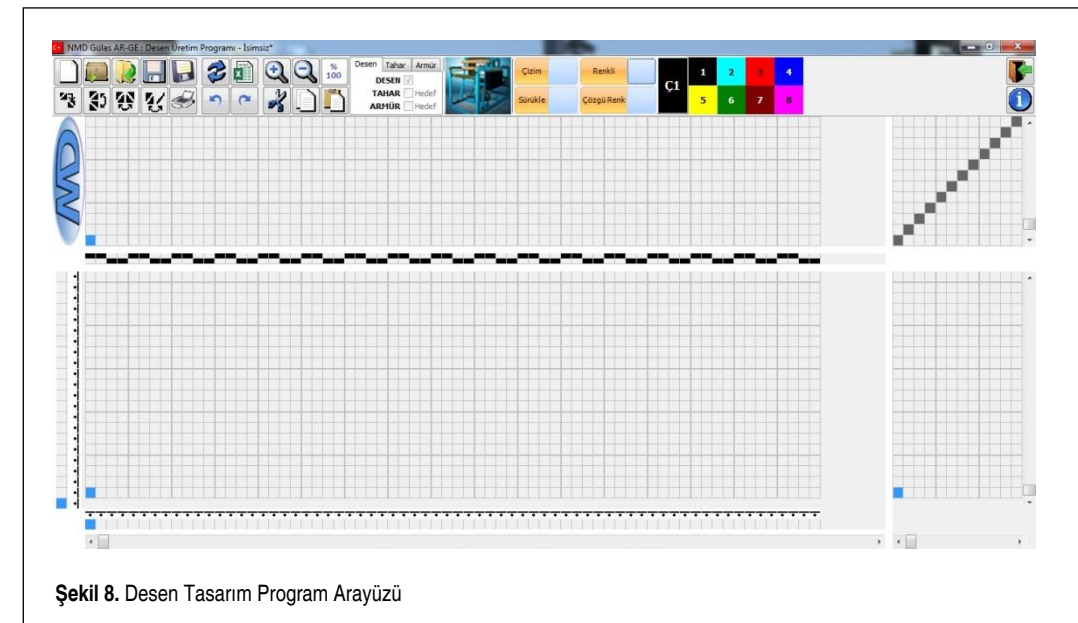 NMD Gülas AR-GE : Desen Üretim Programı - İsimsiz*
% 100
Desen Tahar Armür
DESEN
TAHAR Hedef
ARMÜR Hedef
Çizim Renkli
Sürükle Çözgü Renk
Ç1
1 2 3 4
5 6 7 8
Şekil 8. Desen Tasarım Program Arayüzü